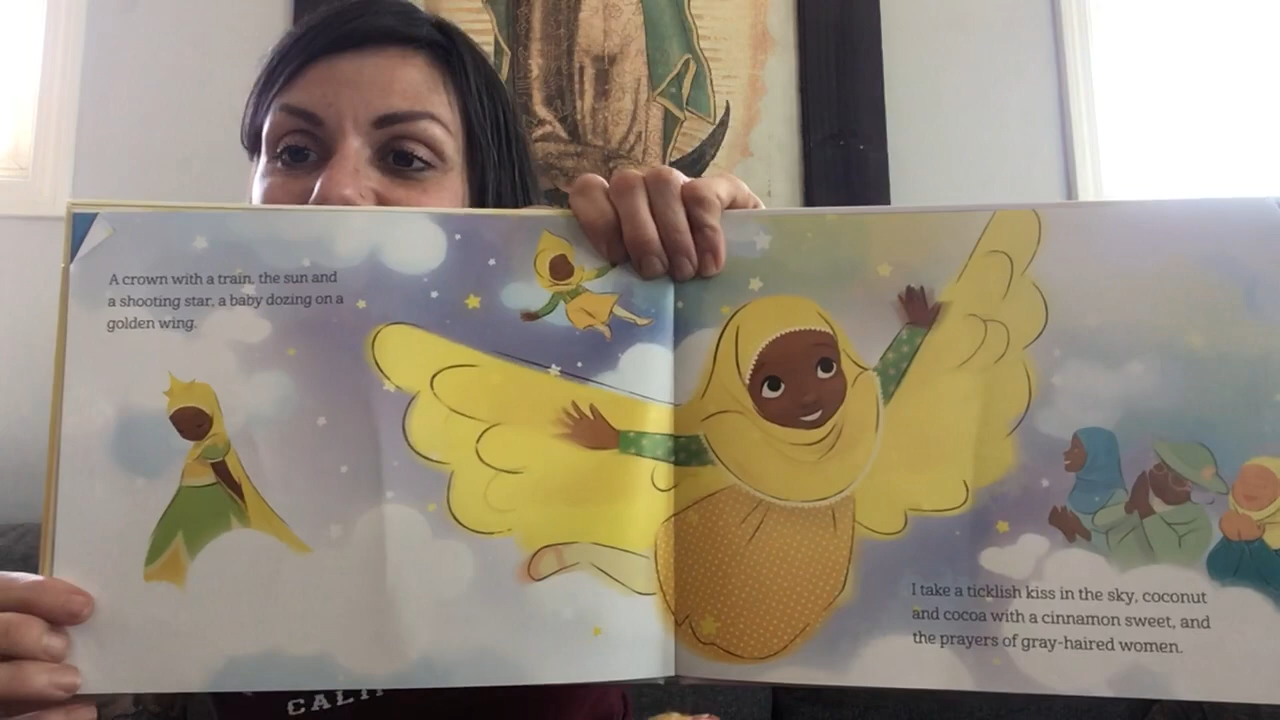 A crown with a train, the sun and
a shooting star, a baby dozing on a
golden wing.
I take a ticklish kiss in the sky, coconut
and cocoa with a cinnamon sweet, and
the prayers of gray-haired women.